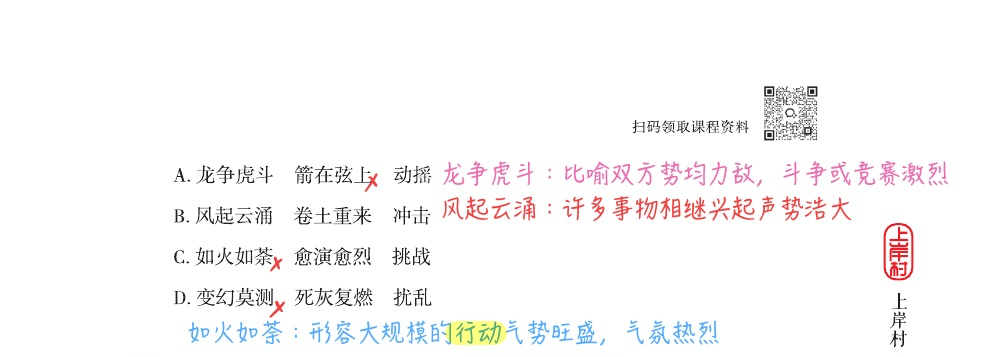 扫码领取课程资料
A. 龙争虎斗 箭在弦上 动摇 龙争虎斗：比喻双方势均力敌，斗争或竞赛激烈
B. 风起云涌 卷土重来 冲击 风起云涌：许多事物相继兴起声势浩大
C. 如火如荼 愈演愈烈 挑战
D. 变幻莫测 死灰复燃 扰乱
如火如荼：形容大规模的行动气势旺盛，气氛热烈
上岸村
上岸村